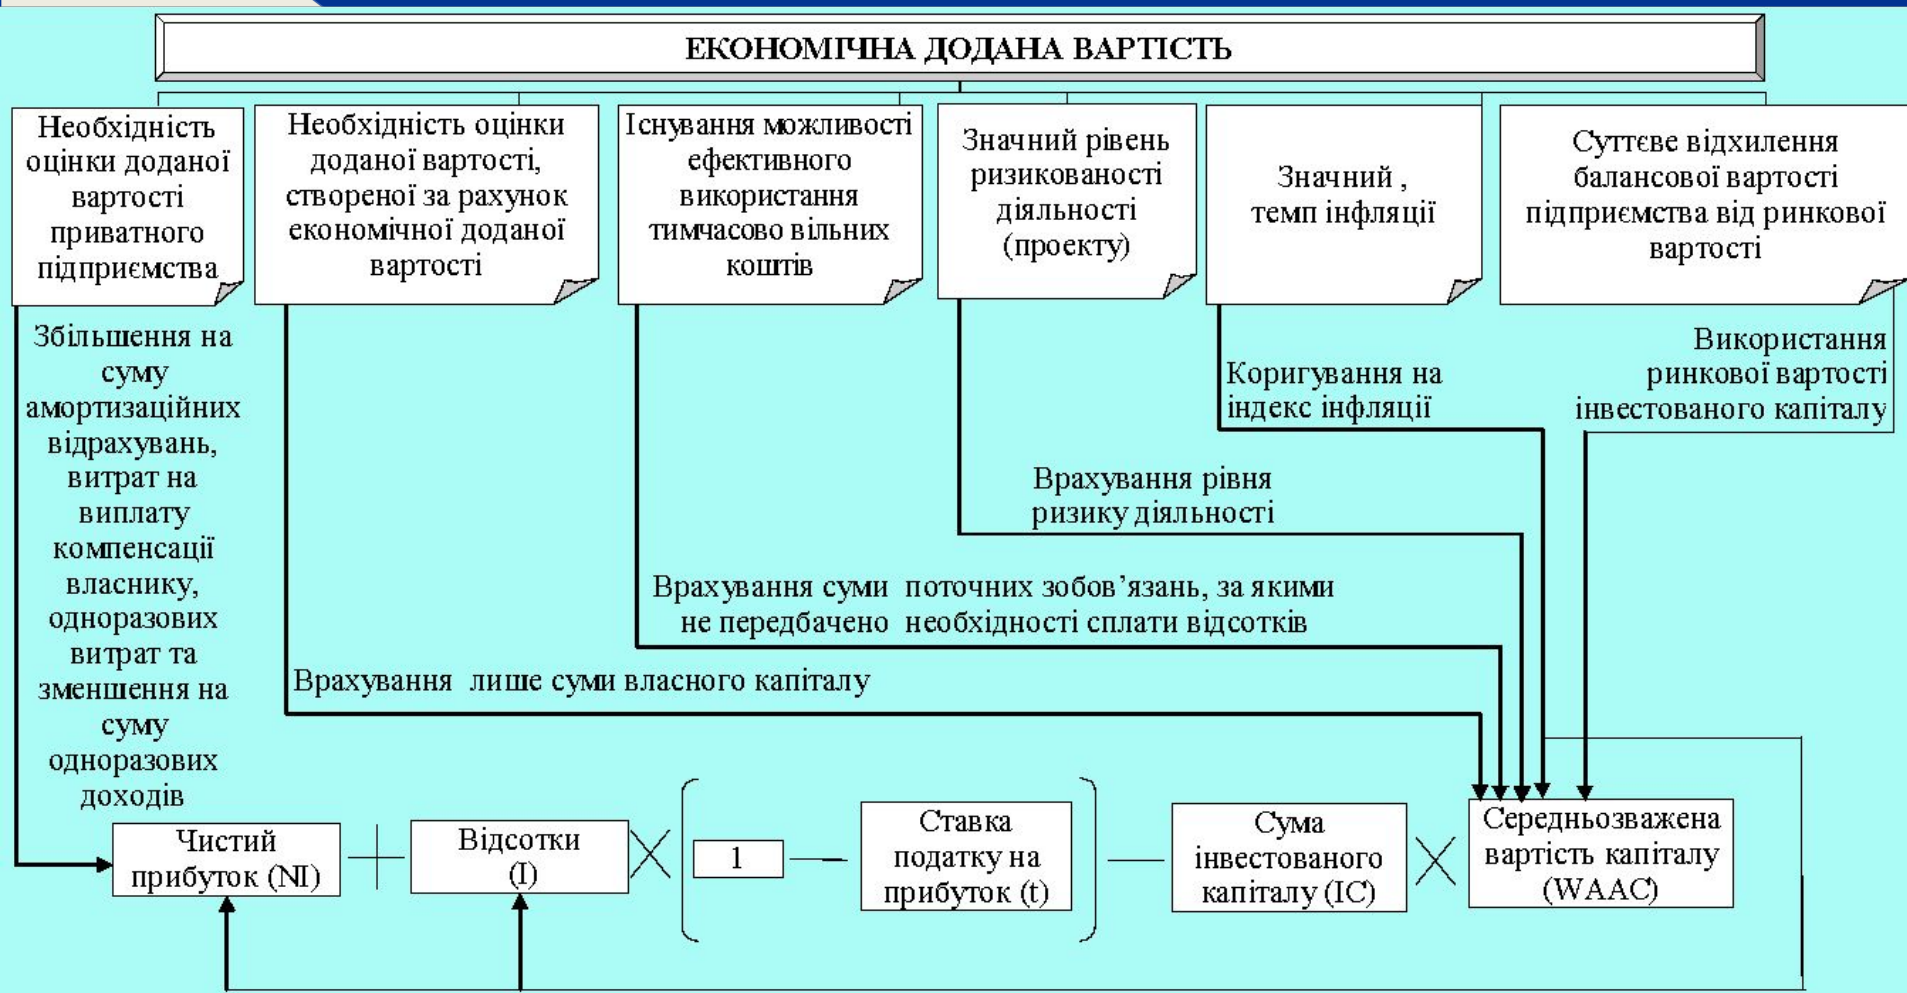 ЕКОНОМІЧНА ДОДАНА ВАРТІСТЬ
Необхідність
оцінки доданої
вартості
приватного
підприємства
Необхідність оцінки
доданої вартості,
створеної за рахунок
економічної доданої
вартості
Існування можливості
ефективного
використання
тимчасово вільних
коштів
Значний рівень
ризикованості
діяльності
(проекту)
Значний ,
темп інфляції
Суттєве відхилення
балансової вартості
підприємства від ринкової
вартості
Збільшення на
суму
амортизаційних
відрахувань,
витрат на
виплату
компенсації
власнику,
одноразових
витрат та
зменшення на
суму
одноразових
доходів
Використання
ринкової вартості
інвестованого капіталу
Коригування на
індекс інфляції
Врахування рівня
ризику діяльності
Врахування суми поточних зобов’язань, за якими
не передбачено необхідності сплати відсотків
Врахування лише суми власного капіталу
Чистий
прибуток (NI)
+
Відсотки
(I)
×
(
1
—
Ставка
податку на
прибуток (t)
)
—
Сума
інвестованого
капіталу (IC)
×
Середньозважена
вартість капіталу
(WAAC)